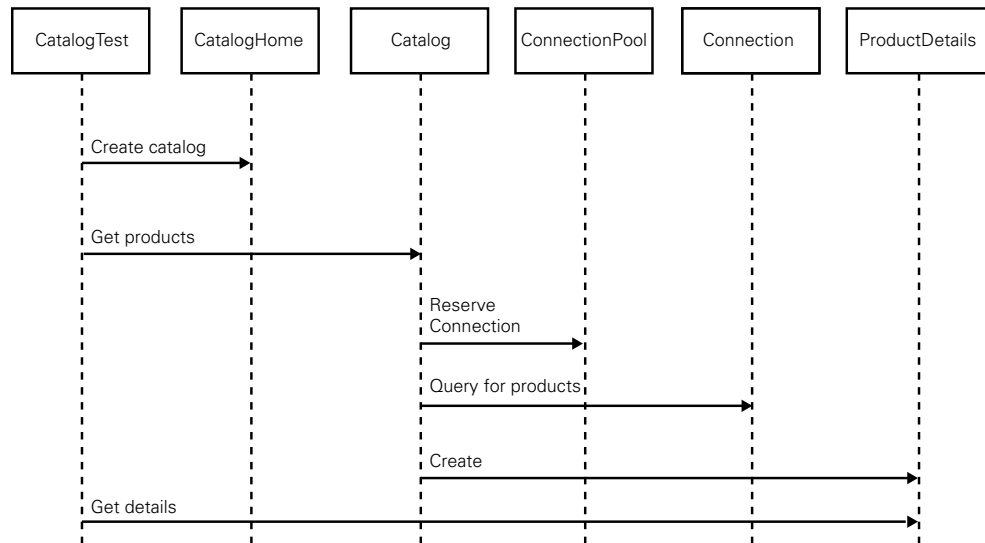 CatalogTest
CatalogHome
Catalog
ConnectionPool
Connection
ProductDetails
Create catalog
Get products
Reserve
Connection
Query for products
Create
Get details